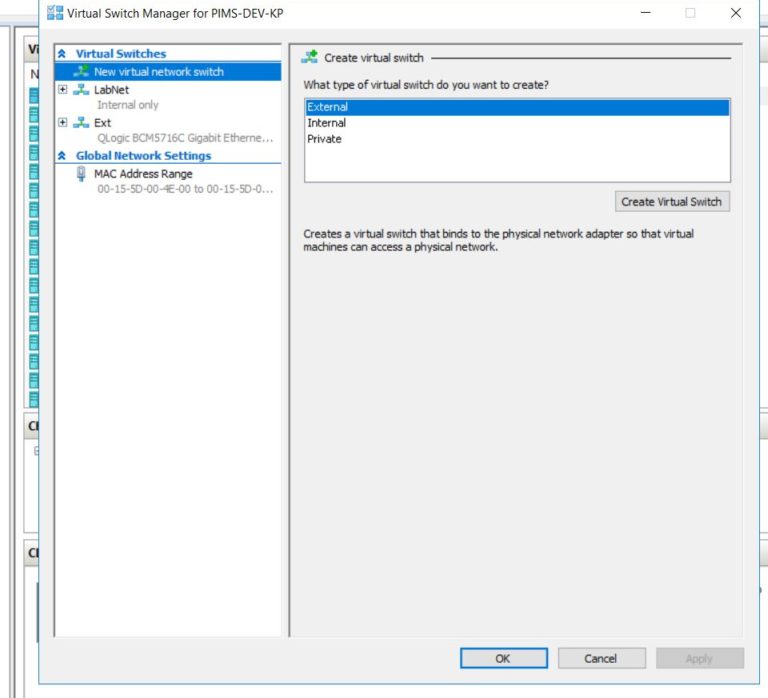 Virtual Switch Manager for PIMS-DEV-KP
Virtual Switches
New virtual network switch
LabNet
Internal only
Ext
QLogic BCM5716C Gigabit Etherne...
Global Network Settings
MAC Address Range
00-15-5D-00-4E-00 to 00-15-5D-0...
Create virtual switch
What type of virtual switch do you want to create?
External
Internal
Private
Create Virtual Switch
Creates a virtual switch that binds to the physical network adapter so that virtual
machines can access a physical network.
OK
Cancel
Apply
Vi
N